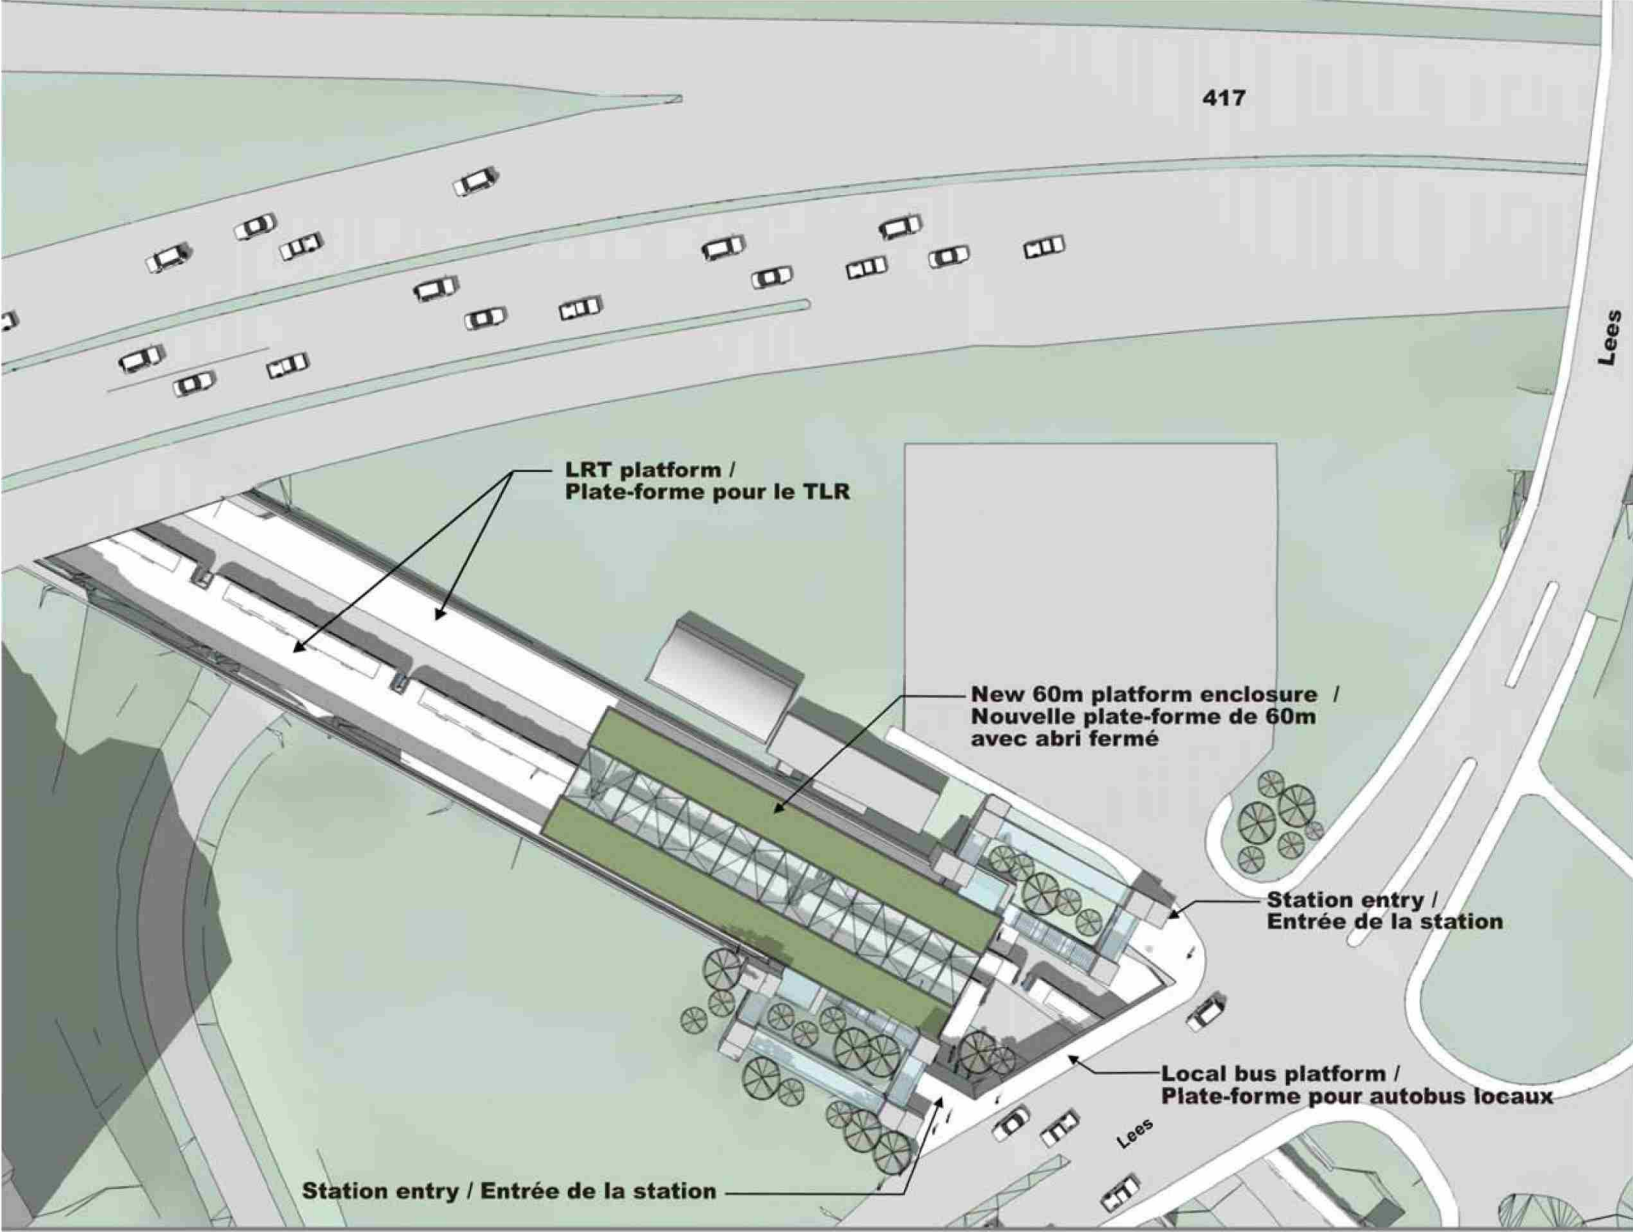 417
Lees
LRT platform /
Plate-forme pour le TLR
New 60m platform enclosure /
Nouvelle plate-forme de 60m
avec abri fermé
Station entry /
Entrée de la station
Local bus platform /
Plate-forme pour autobus locaux
Lees
Station entry / Entrée de la station